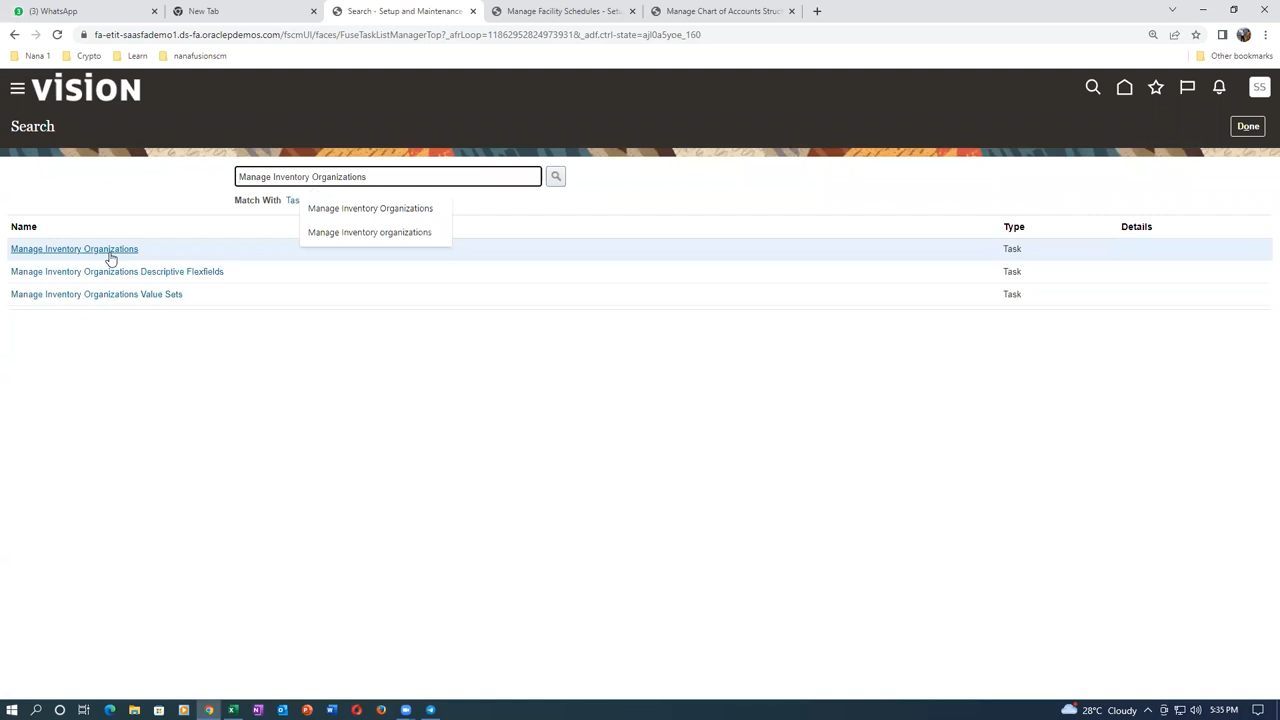 (3) WhatsApp
New Tab
Search - Setup and Maintenance
Manage Facility Schedules - Setu
Manage Chart of Accounts Struct
fa-etit-saasfademo1.ds-fa.oraclepdemos.com/fscmUI/faces/FuseTaskListManagerTop?_afrLoop=118628524973931&_adf.ctrl-state=ajl0a5yoe_160
Nana 1
Crypto
Learn
nanafusionscm
Other bookmarks
vision
SS
Search
Done
Manage Inventory Organizations
Match With Tas
Manage Inventory Organizations
Manage Inventory organizations
Name Type Details
Manage Inventory Organizations Task
Manage Inventory Organizations Descriptive Flexfields Task
Manage Inventory Organizations Value Sets Task
28°C Cloudy
5:35 PM